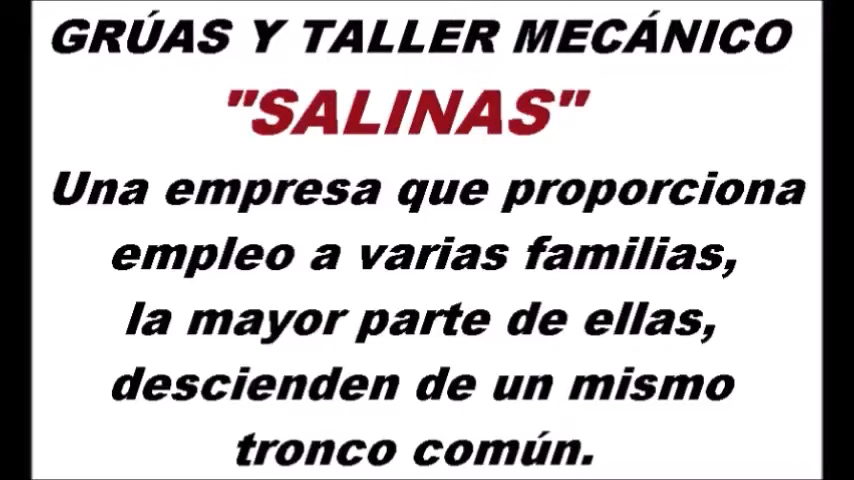 GRÚAS Y TALLER MECÁNICO
"SALINAS"
Una empresa que proporciona
empleo a varias familias,
la mayor parte de ellas,
descienden de un mismo
tronco común.